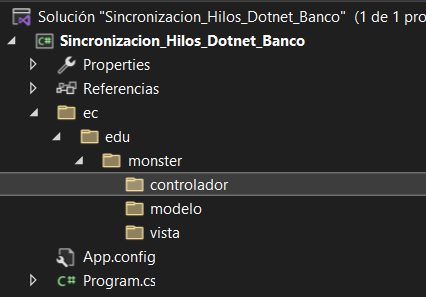 Solución "Sincronizacion_Hilos_Dotnet_Banco" (1 de 1 pro
Sincronizacion_Hilos_Dotnet_Banco
Properties
Referencias
ec
edu
monster
controlador
modelo
vista
App.config
C# Program.cs